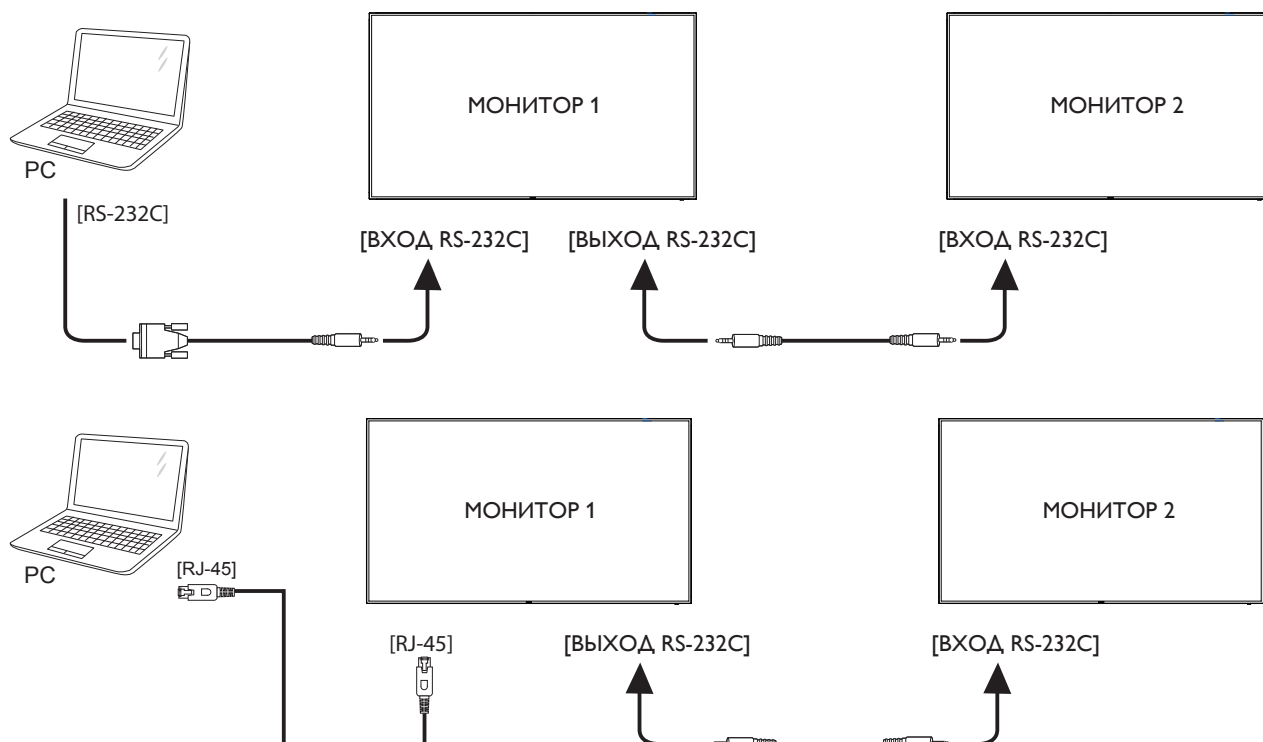 МОНИТОР 1
МОНИТОР 2
PC
[RS-232C]
[ВХОД RS-232C]
[ВЫХОД RS-232C]
[ВХОД RS-232C]
МОНИТОР 1
МОНИТОР 2
PC
[RJ-45]
[RJ-45]
[ВЫХОД RS-232C]
[ВХОД RS-232C]